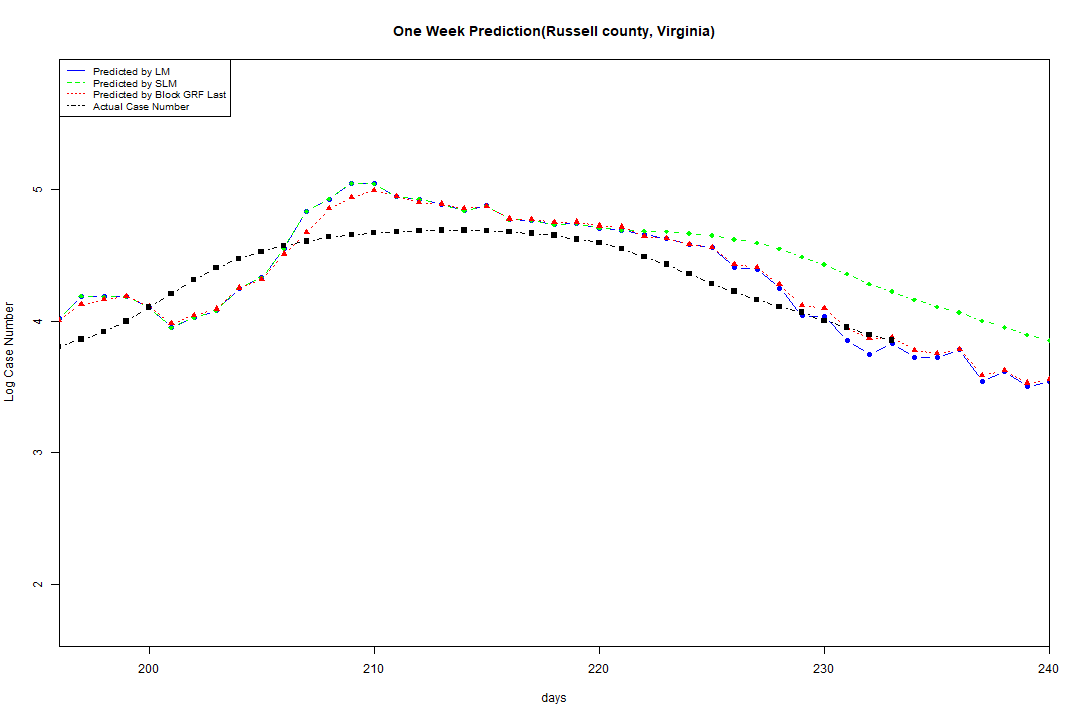 One Week Prediction(Russell county, Virginia)
Predicted by LM
Predicted by SLM
Predicted by Block GRF Last
Actual Case Number
5
4
3
2
Log Case Number
200 210 220 230 240
days